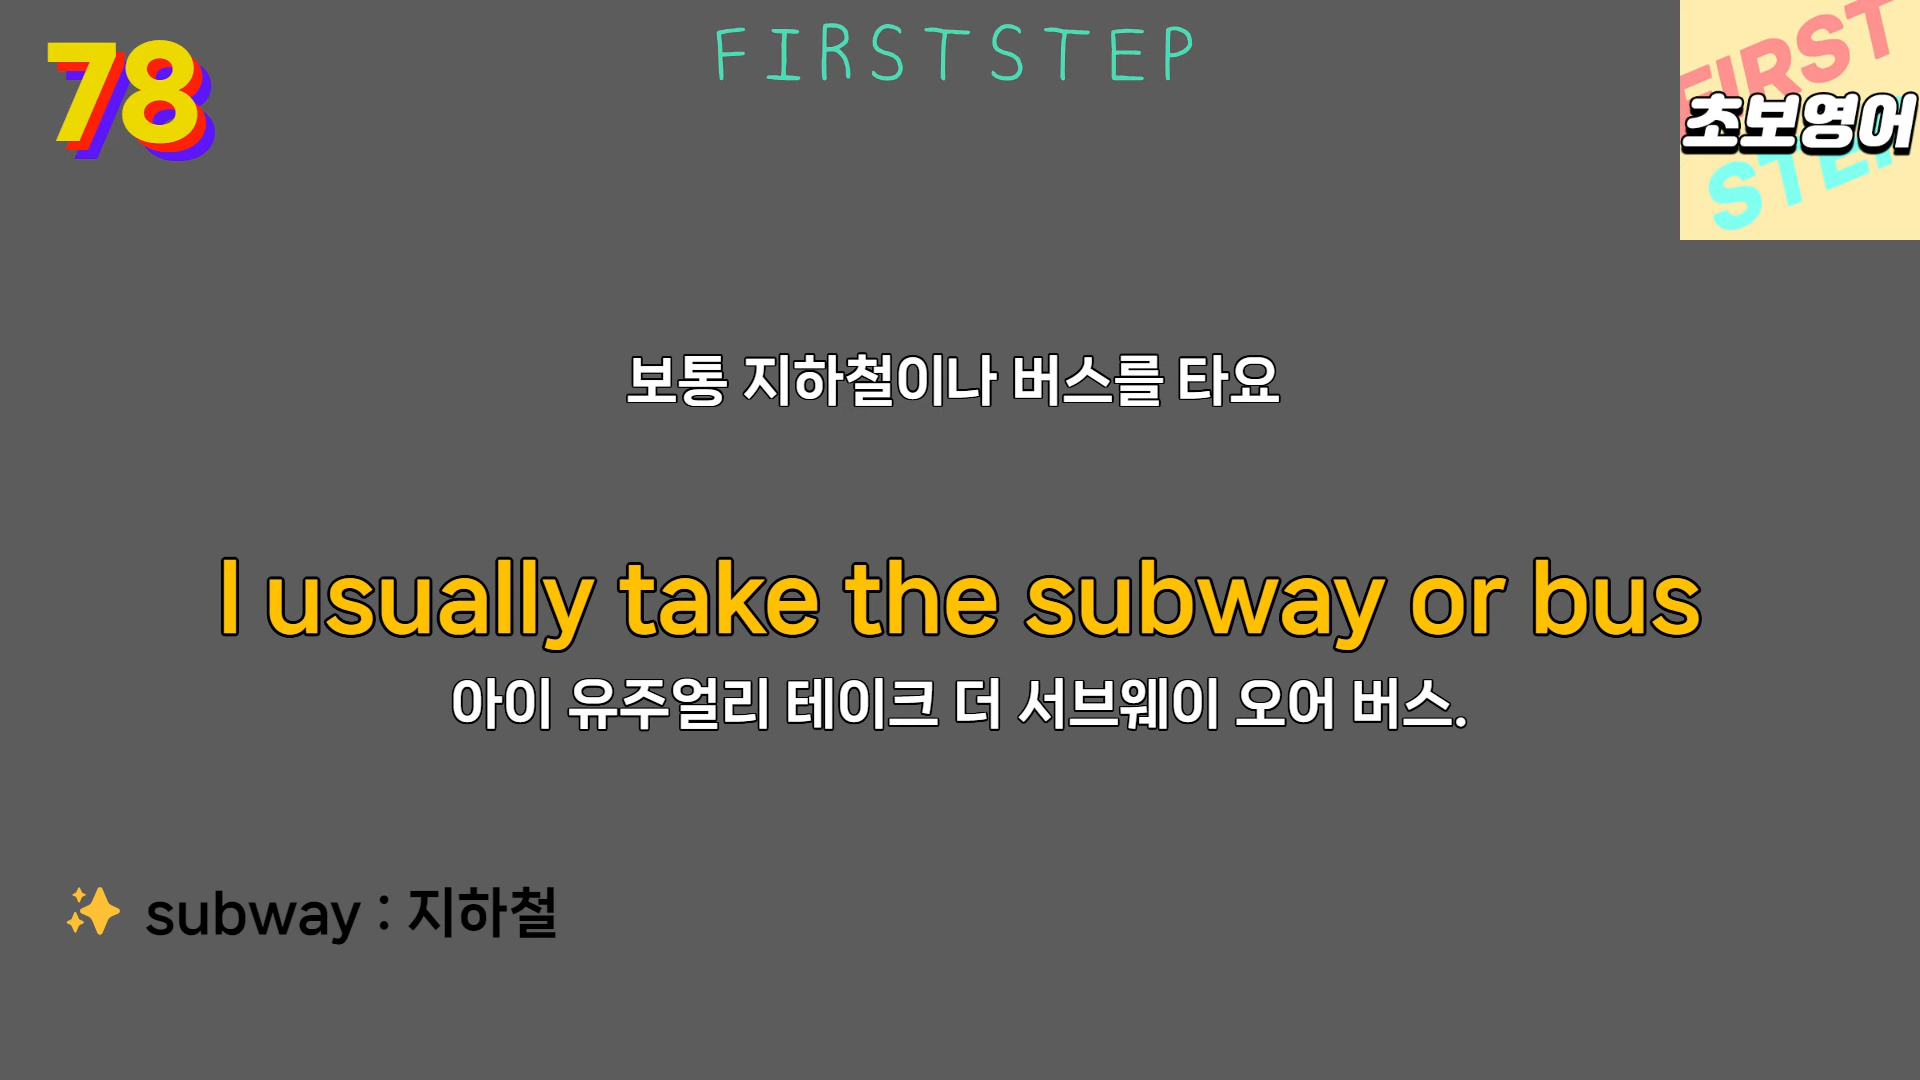 78
FIRSTSTEP
FIRST
초보영어
STEP
보통 지하철이나 버스를 타요
I usually take the subway or bus
아이 유주얼리 테이크 더 서브웨이 오어 버스.
✨ subway : 지하철